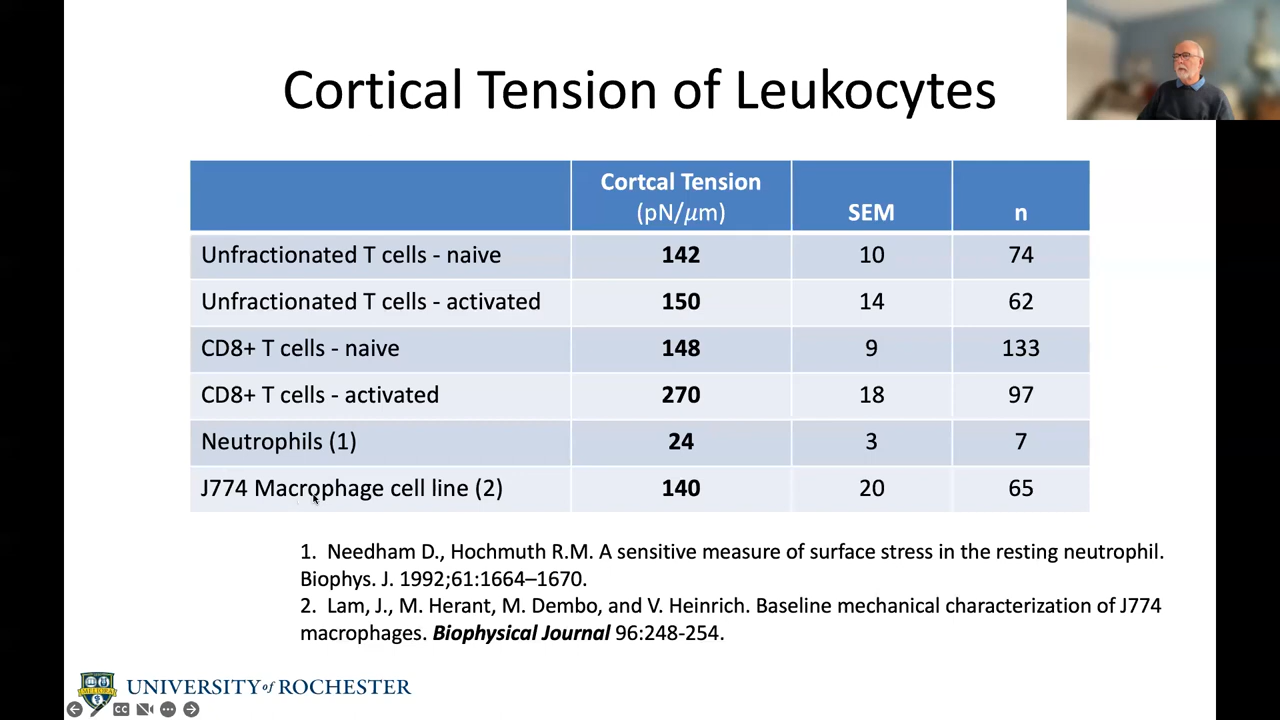 Cortical Tension of Leukocytes
Cortcal Tension
(pN/μm) SEM n
Unfractionated T cells - naive 142 10 74
Unfractionated T cells - activated 150 14 62
CD8+ T cells - naive 148 9 133
CD8+ T cells - activated 270 18 97
Neutrophils (1) 24 3 7
J774 Macrophage cell line (2) 140 20 65
1. Needham D., Hochmuth R.M. A sensitive measure of surface stress in the resting neutrophil.
Biophys. J. 1992;61:1664–1670.
2. Lam, J., M. Herant, M. Dembo, and V. Heinrich. Baseline mechanical characterization of J774
macrophages. Biophysical Journal 96:248-254.
MELIORA
UNIVERSITY of ROCHESTER
CC